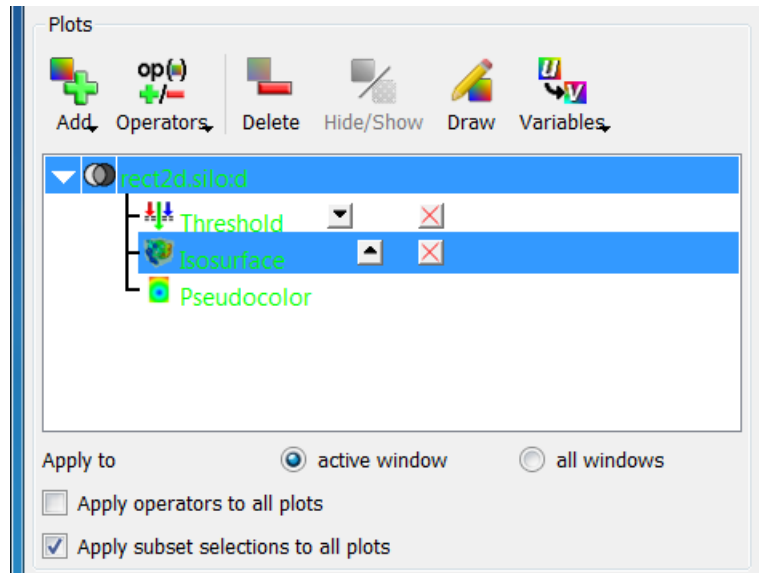 Plots
op( )
+/-
u
v
Add Operators Delete Hide/Show Draw Variables
rect2d.silo:d
Threshold
Isosurface
Pseudocolor
Apply to active window all windows
Apply operators to all plots
Apply subset selections to all plots